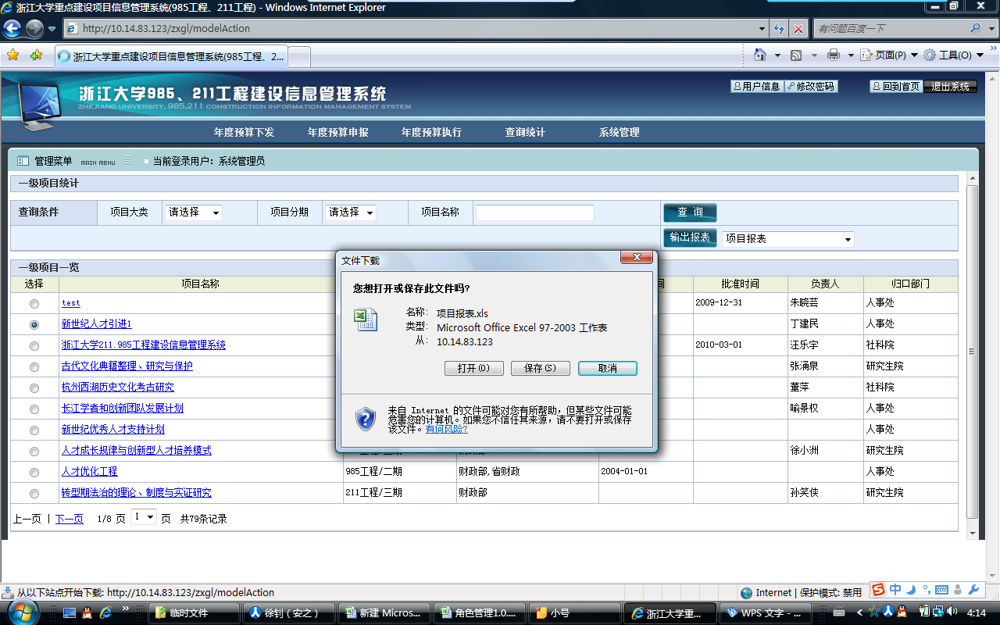 浙江大学重点建设项目信息管理系统(985工程、211工程) - Windows Internet Explorer
http://10.14.83.123/zxgl/modelAction
有问题百度一下
浙江大学重点建设项目信息管理系统(985工程、2...
页面(P)
工具(O)
浙江大学985、211工程建设信息管理系统
ZHEJIANG UNIVERSITY, 985,211 CONSTRUCTION INFORMATION MANAGEMENT SYSTEM
用户信息 修改密码 回到首页 退出系统
年度预算下发 年度预算申报 年度预算执行 查询统计 系统管理
管理菜单 MAIN MENU 当前登录用户：系统管理员
一级项目统计
查询条件 项目大类 请选择 项目分期 请选择 项目名称 查 询
输出报表 项目报表
一级项目一览
选择 项目名称 间 批准时间 负责人 归口部门
test 2009-12-31 朱晓芸 人事处
新世纪人才引进1 丁建民 人事处
浙江大学211.985工程建设信息管理系统 2010-03-01 汪乐宇 社科院
古代文化典籍整理、研究与保护 张涌泉 研究生院
杭州西湖历史文化考古研究 董萍 社科院
长江学者和创新团队发展计划 喻景权 人事处
新世纪优秀人才支持计划 人事处
人才成长规律与创新型人才培养模式 徐小洲 研究生院
人才优化工程 985工程/二期 财政部,省财政 2004-01-01 人事处
转型期法治的理论、制度与实证研究 211工程/三期 财政部 孙笑侠 研究生院
上一页 | 下一页 1/8 页 1 页 共79条记录
文件下载
您想打开或保存此文件吗?
名称: 项目报表.xls
类型: Microsoft Office Excel 97-2003 工作表
从: 10.14.83.123
打开(O) 保存(S) 取消
来自 Internet 的文件可能对您有所帮助，但某些文件可能
危害您的计算机。如果您不信任其来源，请不要打开或保存
该文件。有何风险?
从以下站点开始下载: http://10.14.83.123/zxgl/modelAction
Internet | 保护模式: 禁用
中
临时文件 徐钊（安之） 新建 Micros... 角色管理1.0.... 小号 浙江大学重... WPS 文字 - ... 4:14